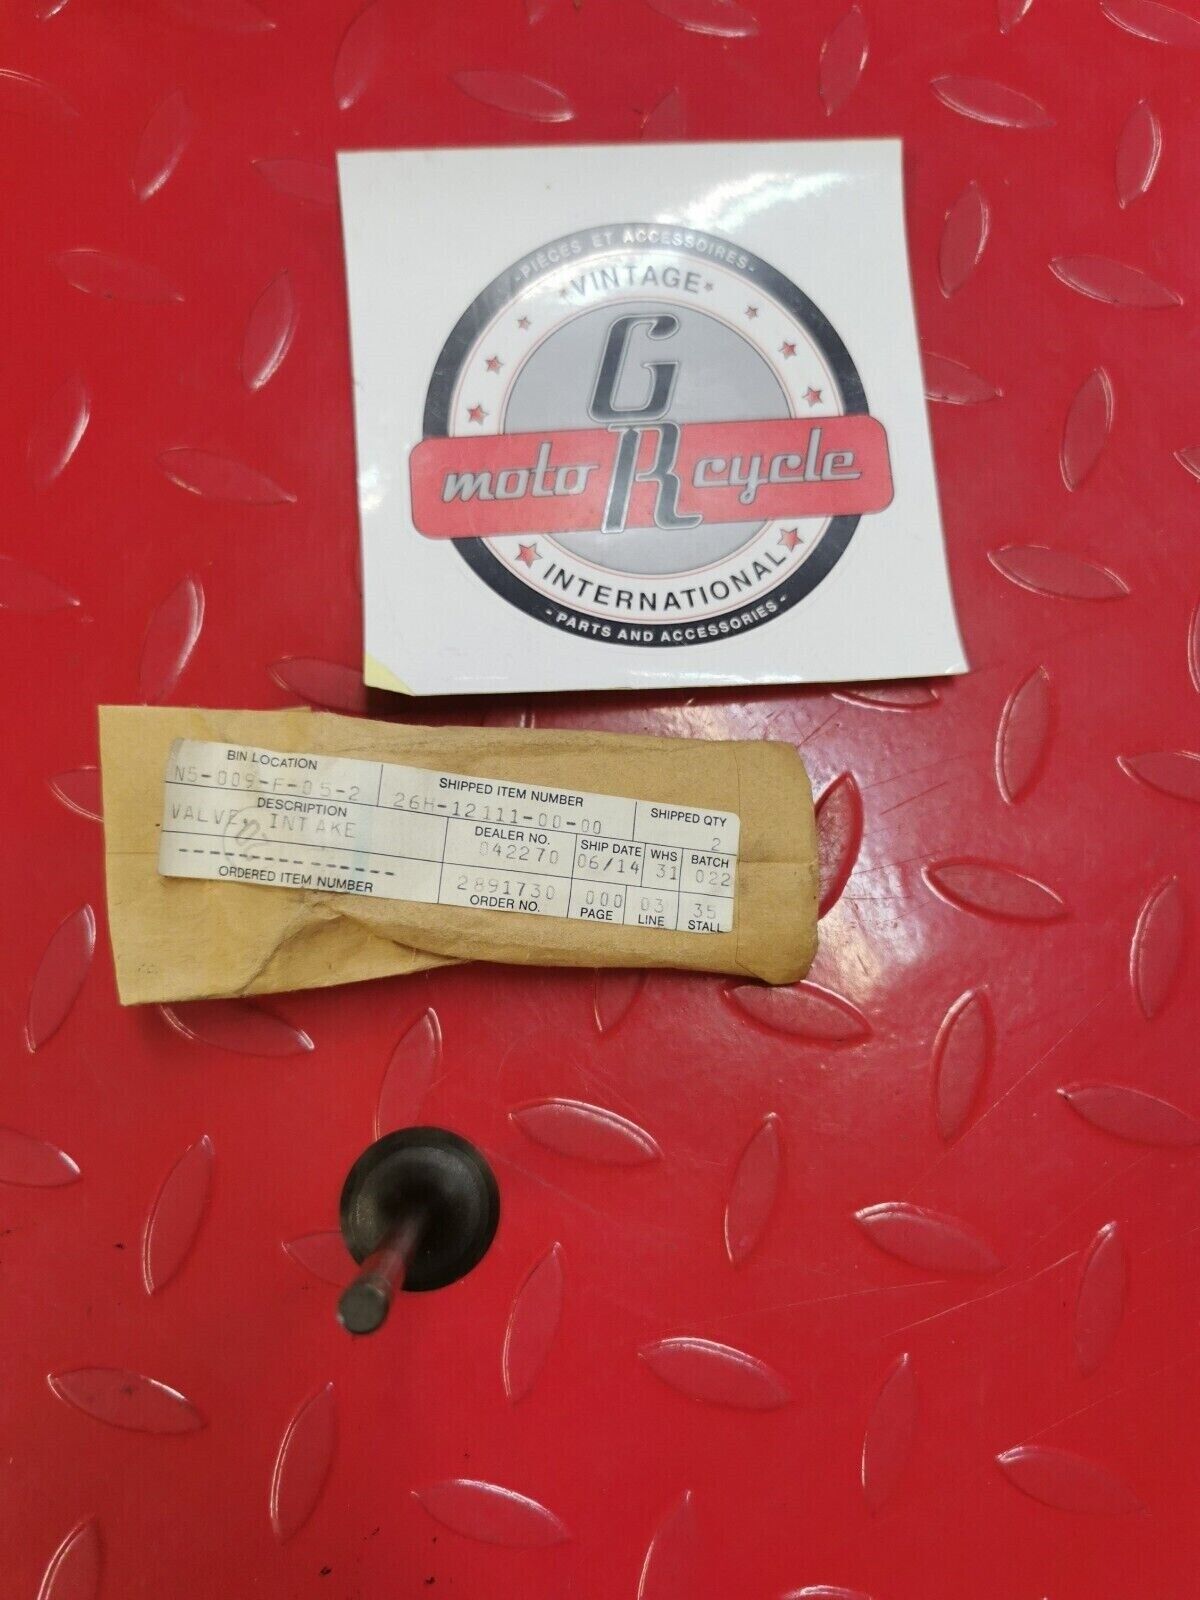 - PIÈCES ET ACCESSOIRES -
VINTAGE
G
moto R cycle
INTERNATIONAL
- PARTS AND ACCESSORIES -
BIN LOCATION
N5-009-F-05-2
SHIPPED ITEM NUMBER
26H-12111-00-00
SHIPPED QTY
2
DESCRIPTION
VALVE, INTAKE
DEALER NO.
042270
SHIP DATE
06/14
WHS
31
BATCH
022
ORDERED ITEM NUMBER
2891730
ORDER NO.
000
PAGE
03
LINE
35
STALL